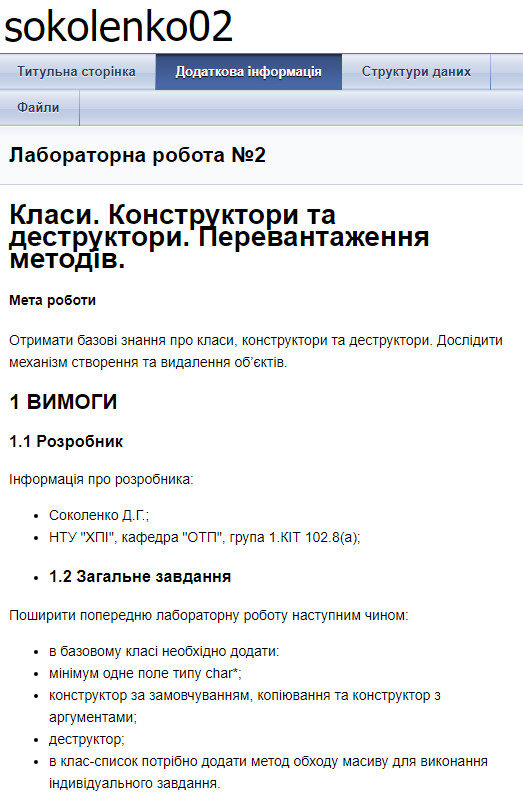 sokolenko02
Титульна сторінка Додаткова інформація Структури даних
Файли
Лабораторна робота №2
Класи. Конструктори та
деструктори. Перевантаження
методів.
Мета роботи
Отримати базові знання про класи, конструктори та деструктори. Дослідити
механізм створення та видалення об'єктів.
1 ВИМОГИ
1.1 Розробник
Інформація про розробника:
• Соколенко Д.Г.;
• НТУ "ХПІ", кафедра "ОТП", група 1.КІТ 102.8(а);
• 1.2 Загальне завдання
Поширити попередню лабораторну роботу наступним чином:
• в базовому класі необхідно додати:
• мінімум одне поле типу char*;
• конструктор за замовчуванням, копіювання та конструктор з
аргументами;
• деструктор;
• в клас-список потрібно додати метод обходу масиву для виконання
індивідуального завдання.